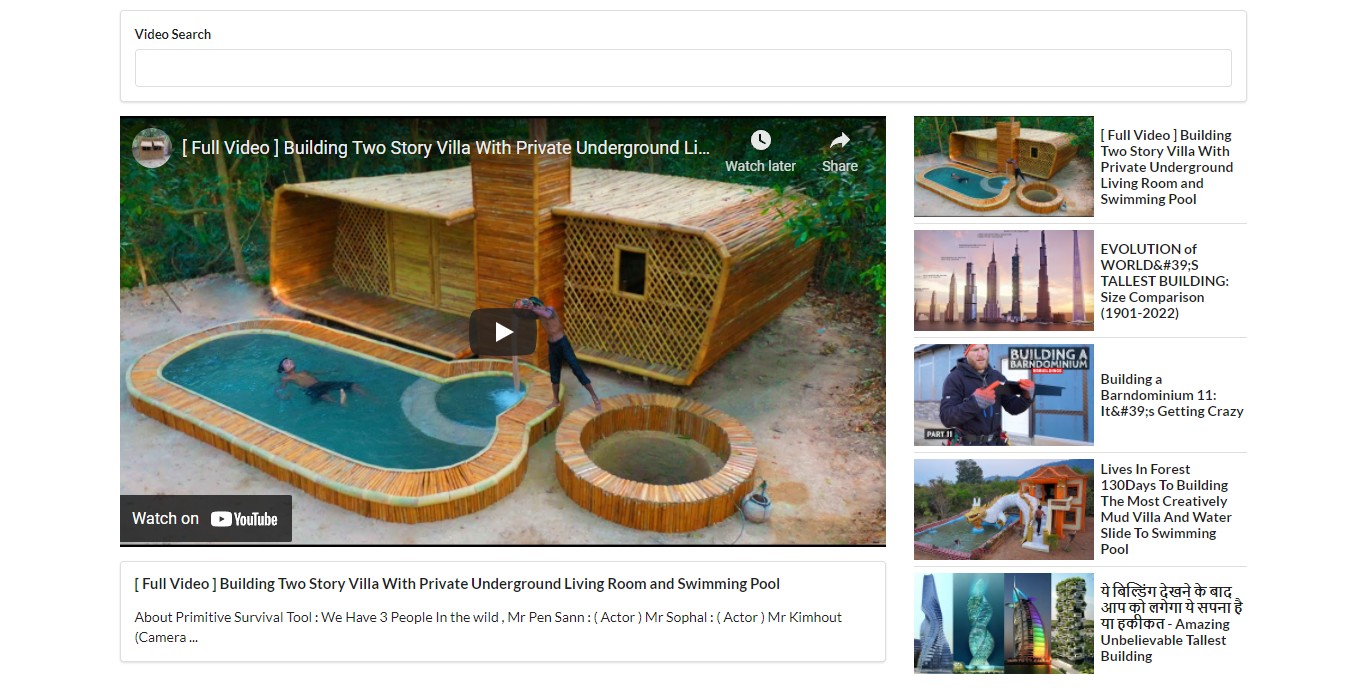 Video Search
[ Full Video ] Building Two Story Villa With Private Underground Li...
Watch later
Share
Watch on YouTube
[ Full Video ] Building Two Story Villa With Private Underground Living Room and Swimming Pool
About Primitive Survival Tool : We Have 3 People In the wild , Mr Pen Sann : ( Actor ) Mr Sophal : ( Actor ) Mr Kimhout
(Camera ...
[ Full Video ] Building
Two Story Villa With
Private Underground
Living Room and
Swimming Pool
EVOLUTION of
WORLD&#39;S
TALLEST BUILDING:
Size Comparison
(1901-2022)
BUILDING A
BARNDOMINIUM
PART 11
Building a
Barndominium 11:
It&#39;s Getting Crazy
Lives In Forest
130Days To Building
The Most Creatively
Mud Villa And Water
Slide To Swimming
Pool
ये बिल्डिंग देखने के बाद
आप को लगेगा ये सपना है
या हकीकत - Amazing
Unbelievable Tallest
Building